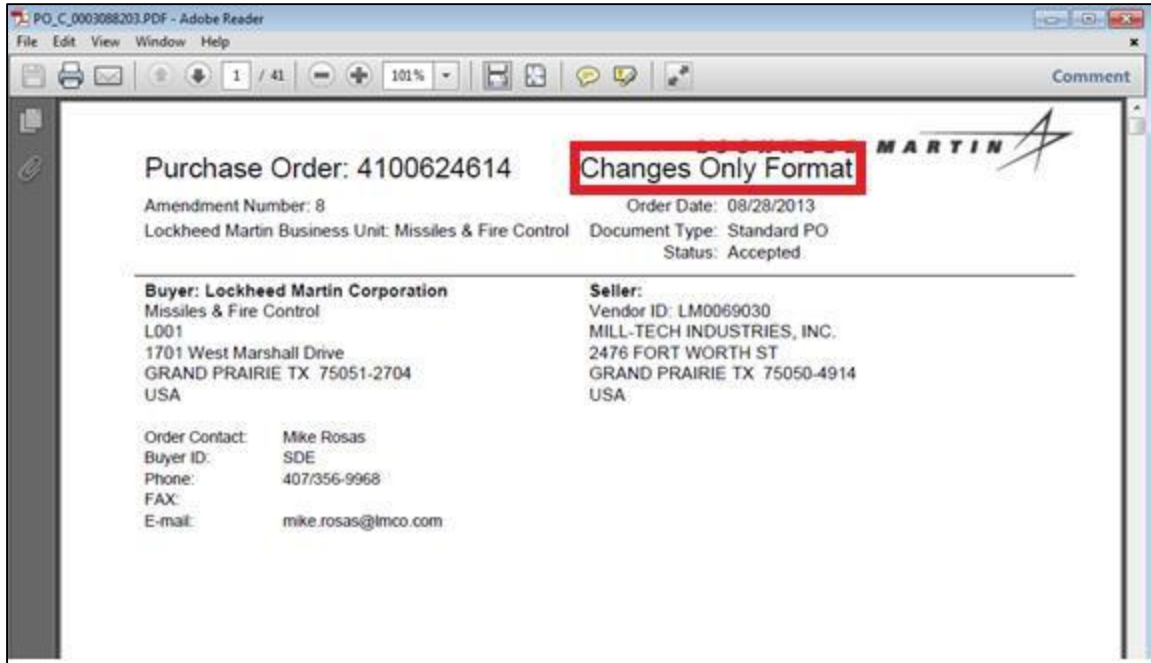 PO_C_0003088203.PDF - Adobe Reader
File Edit View Window Help
1 / 41 101% Comment
MARTIN
Purchase Order: 4100624614 Changes Only Format
Amendment Number: 8 Order Date: 08/28/2013
Lockheed Martin Business Unit: Missiles & Fire Control Document Type: Standard PO
Status: Accepted
Buyer: Lockheed Martin Corporation
Missiles & Fire Control
L001
1701 West Marshall Drive
GRAND PRAIRIE TX 75051-2704
USA
Seller:
Vendor ID: LM0069030
MILL-TECH INDUSTRIES, INC.
2476 FORT WORTH ST
GRAND PRAIRIE TX 75050-4914
USA
Order Contact: Mike Rosas
Buyer ID: SDE
Phone: 407/356-9968
FAX:
E-mail: mike.rosas@lmco.com